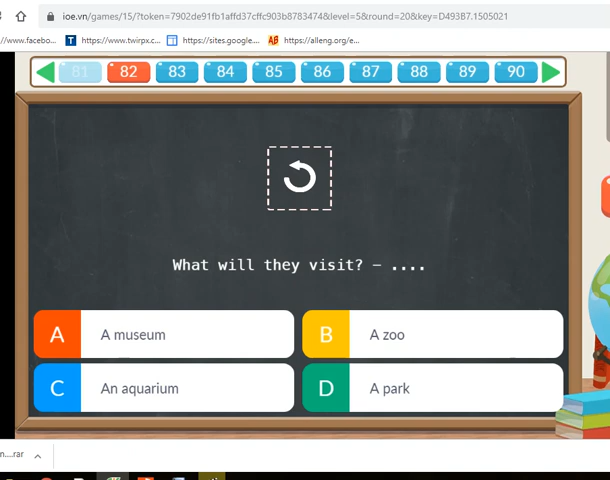 ioe.vn/games/15/?token=7902de91fb1affd37cffc903b8783474&level=5&round=20&key=D493B7.1505021
//www.facebo...
T https://www.twirpx....
https://sites.google....
AБ https://alleng.org/e...
81 82 83 84 85 86 87 88 89 90
What will they visit? – ....
A A museum
B A zoo
C An aquarium
D A park
n....rar